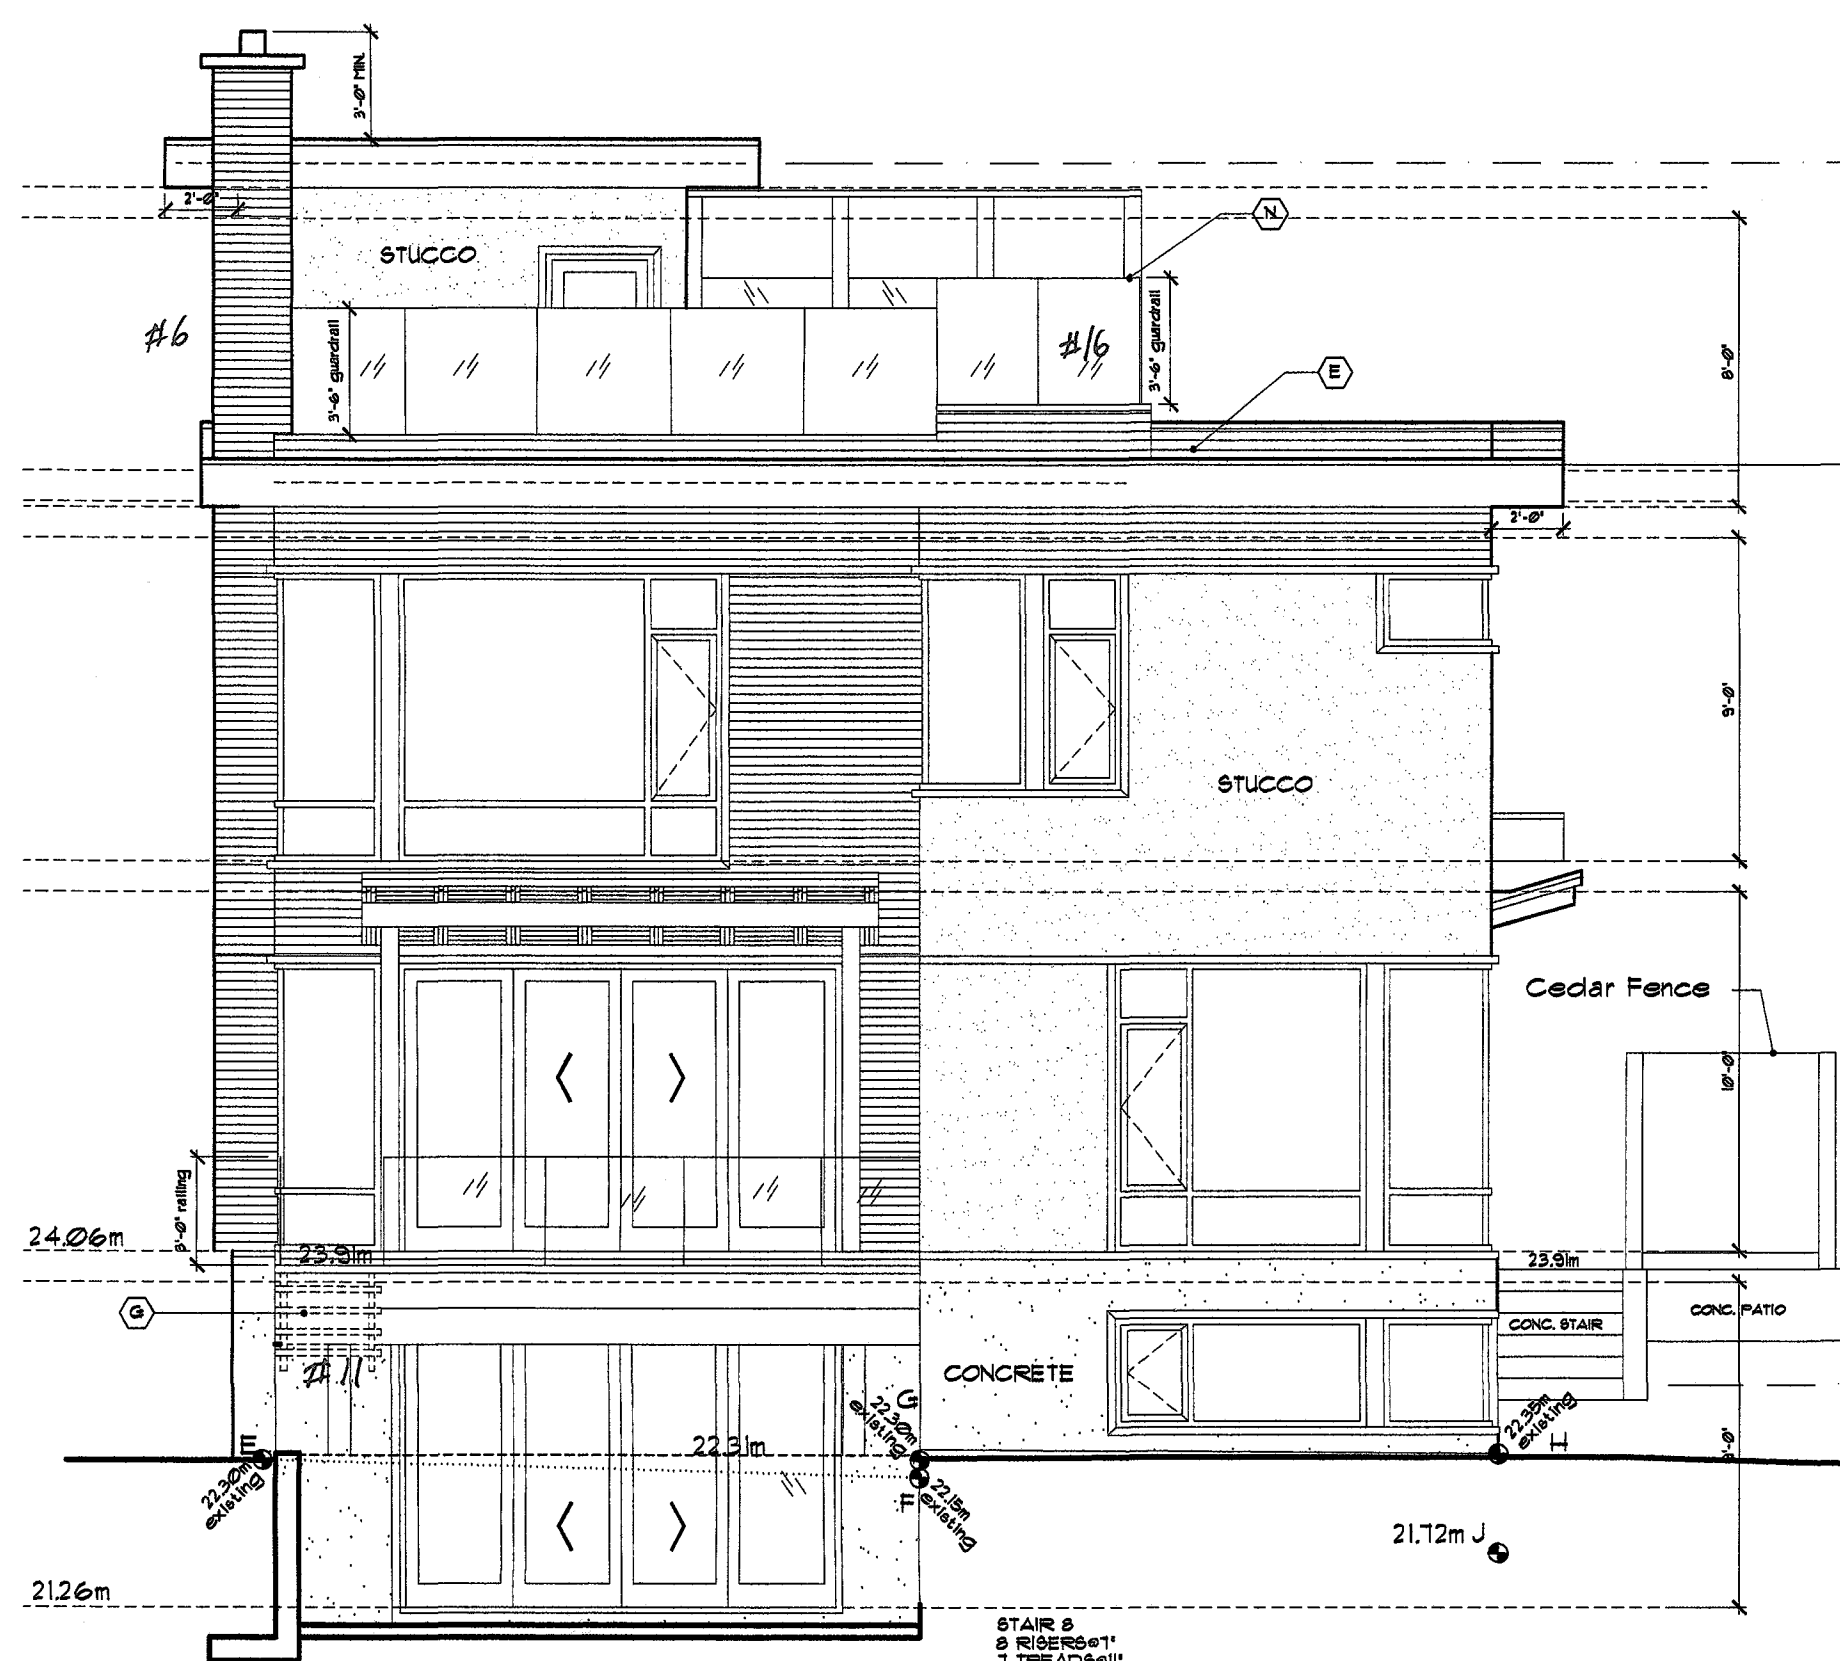 3'-0" MIN.
2'-0"
STUCCO
N
#6
3'-6" guardrail
#16
3'-6" guardrail
E
8'-0"
2'-0"
9'-0"
STUCCO
Cedar Fence
10'-0"
3'-0" railing
24.06m
23.91m
23.91m
G
CONC. STAIR
CONC. PATIO
#11
CONCRETE
G
22.30m
existing
22.35m
existing
H
E
22.31m
22.30m
existing
F
22.15m
existing
21.72m J
21.26m
STAIR 8
8 RISERS@7"
7 TREADS@11"